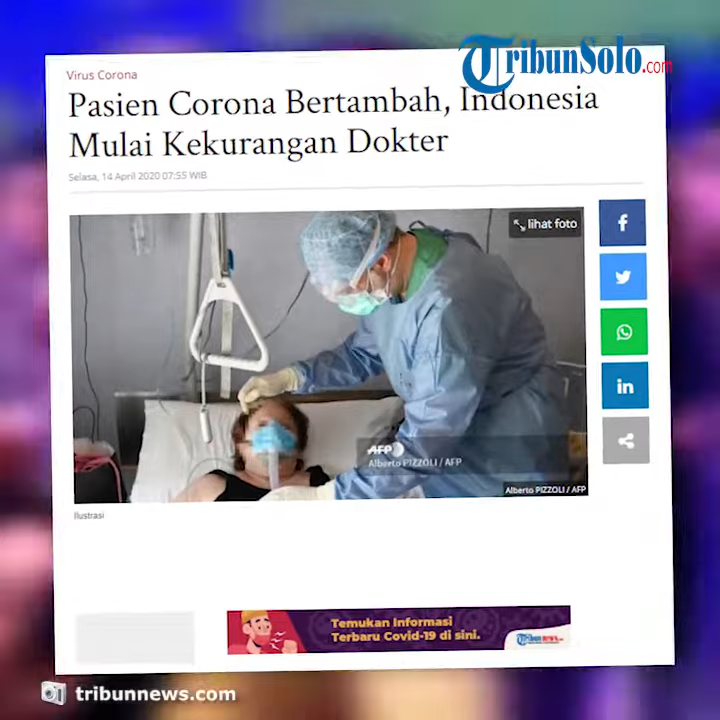 TribunSolo.com
Virus Corona
Pasien Corona Bertambah, Indonesia
Mulai Kekurangan Dokter
Selasa, 14 April 2020 07:55 WIB
lihat foto
f
in
AFP
Alberto PIZZOLI / AFP
Alberto PIZZOLI / AFP
Ilustrasi
Temukan Informasi
Terbaru Covid-19 di sini.
tribunnews.com